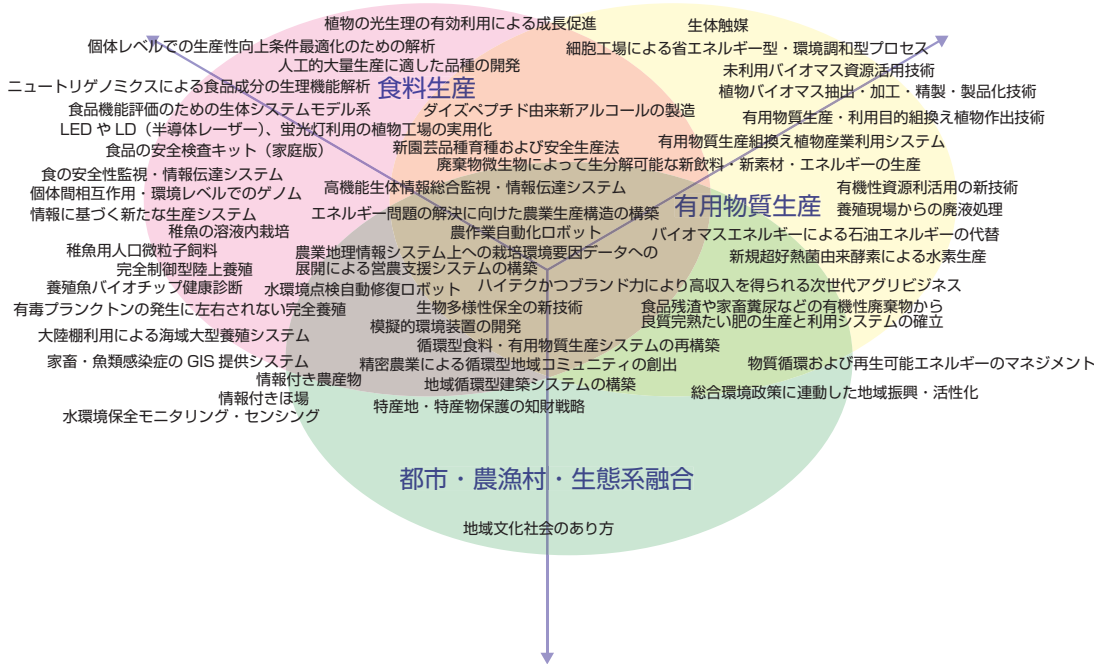 植物の光生理の有効利用による成長促進
生体触媒
個体レベルでの生産性向上条件最適化のための解析
細胞工場による省エネルギー型・環境調和型プロセス
人工的大量生産に適した品種の開発
未利用バイオマス資源活用技術
ニュートリゲノミクスによる食品成分の生理機能解析
食料生産
植物バイオマス抽出・加工・精製・製品化技術
食品機能評価のための生体システムモデル系
ダイズペプチド由来新アルコールの製造
有用物質生産・利用目的組換え植物作出技術
LED や LD（半導体レーザー）、蛍光灯利用の植物工場の実用化
食品の安全検査キット（家庭版）
新園芸品種育種および安全生産法
有用物質生産組換え植物産業利用システム
廃棄物微生物によって生分解可能な新飲料・新素材・エネルギーの生産
食の安全性監視・情報伝達システム
個体間相互作用・環境レベルでのゲノム
情報に基づく新たな生産システム
高機能生体情報総合監視・情報伝達システム
有機性資源利活用の新技術
エネルギー問題の解決に向けた農業生産構造の構築
有用物質生産
養殖現場からの廃液処理
稚魚の溶液内栽培
農作業自動化ロボット
バイオマスエネルギーによる石油エネルギーの代替
稚魚用人口微粒子飼料
農業地理情報システム上への栽培環境要因データへの
展開による営農支援システムの構築
新規超好熱菌由来酵素による水素生産
完全制御型陸上養殖
養殖魚バイオチップ健康診断
水環境点検自動修復ロボット
ハイテクかつブランド力により高収入を得られる次世代アグリビジネス
有毒プランクトンの発生に左右されない完全養殖
生物多様性保全の新技術
食品残渣や家畜糞尿などの有機性廃棄物から
良質完熟たい肥の生産と利用システムの確立
模擬的環境装置の開発
大陸棚利用による海域大型養殖システム
循環型食料・有用物質生産システムの再構築
家畜・魚類感染症の GIS 提供システム
精密農業による循環型地域コミュニティの創出
物質循環および再生可能エネルギーのマネジメント
情報付き農産物
地域循環型建築システムの構築
総合環境政策に連動した地域振興・活性化
情報付きほ場
特産地・特産物保護の知財戦略
水環境保全モニタリング・センシング
都市・農漁村・生態系融合
地域文化社会のあり方